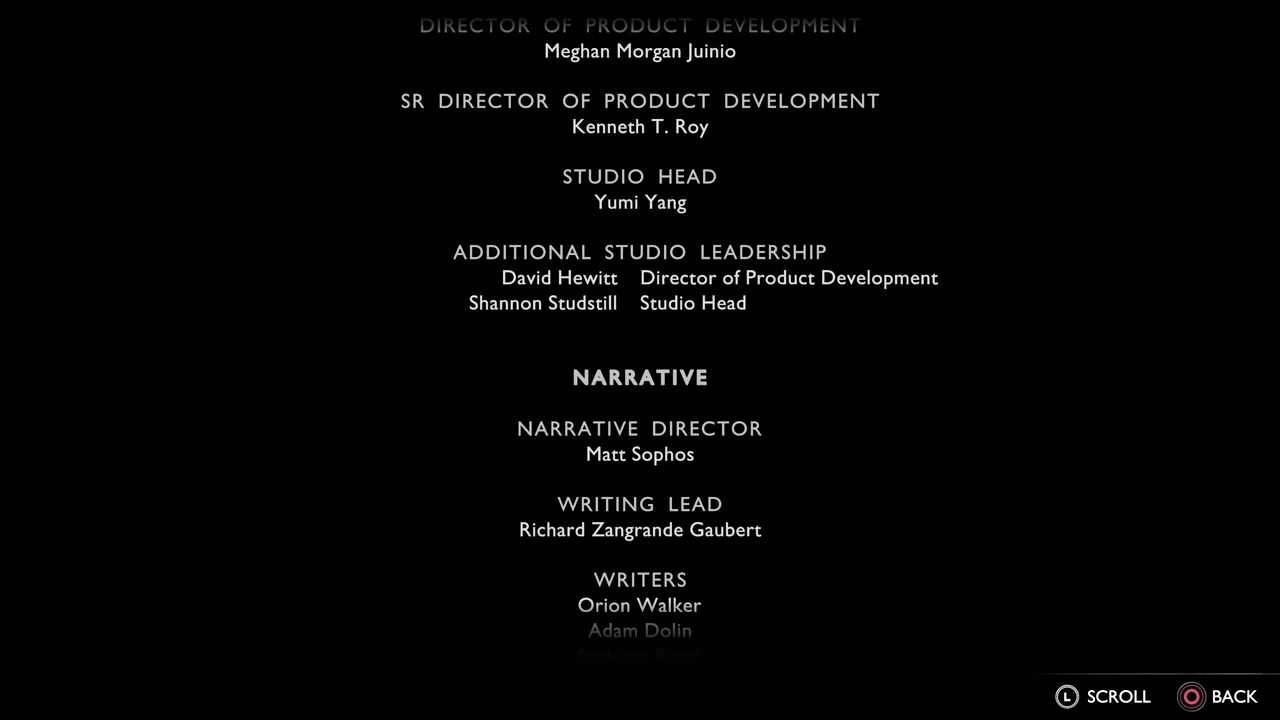 DIRECTOR OF PRODUCT DEVELOPMENT
Meghan Morgan Juinio
SR DIRECTOR OF PRODUCT DEVELOPMENT
Kenneth T. Roy
STUDIO HEAD
Yumi Yang
ADDITIONAL STUDIO LEADERSHIP
David Hewitt Director of Product Development
Shannon Studstill Studio Head
NARRATIVE
NARRATIVE DIRECTOR
Matt Sophos
WRITING LEAD
Richard Zangrande Gaubert
WRITERS
Orion Walker
Adam Dolin
L SCROLL BACK